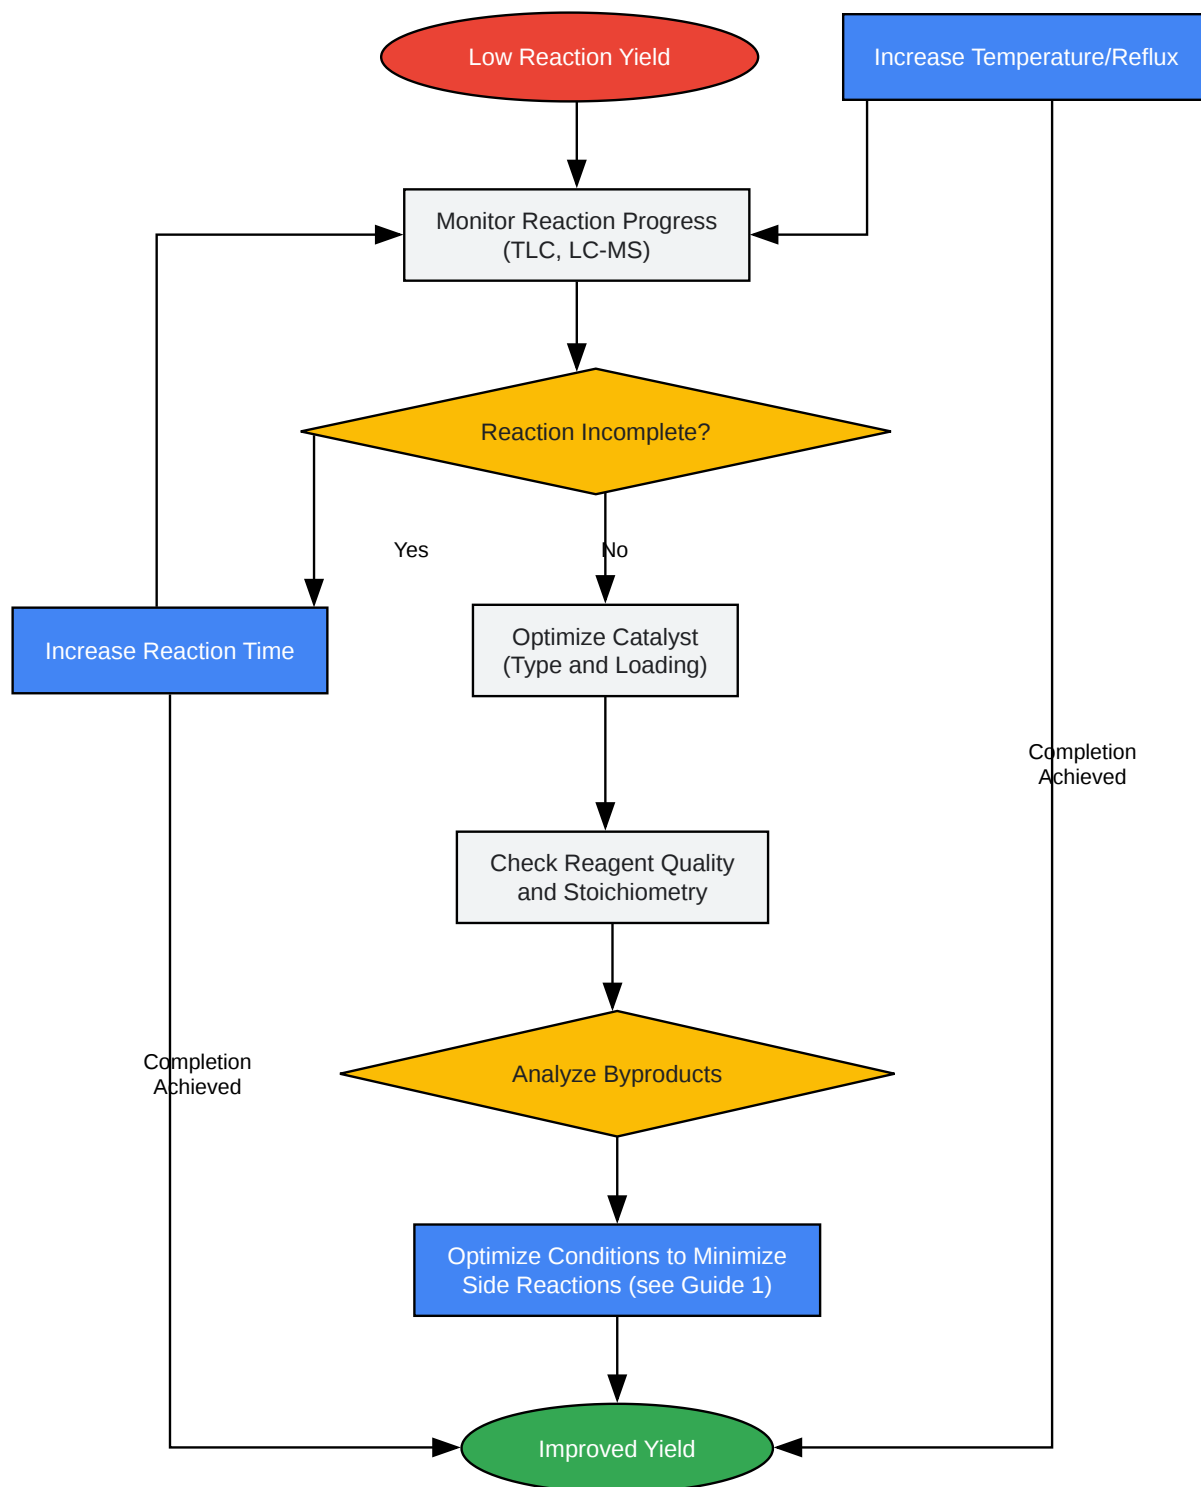 Low Reaction Yield
Increase Temperature/Reflux
Monitor Reaction Progress
(TLC, LC-MS)
Reaction Incomplete?
Yes
No
Increase Reaction Time
Optimize Catalyst
(Type and Loading)
Completion
Achieved
Check Reagent Quality
and Stoichiometry
Completion
Achieved
Analyze Byproducts
Optimize Conditions to Minimize
Side Reactions (see Guide 1)
Improved Yield